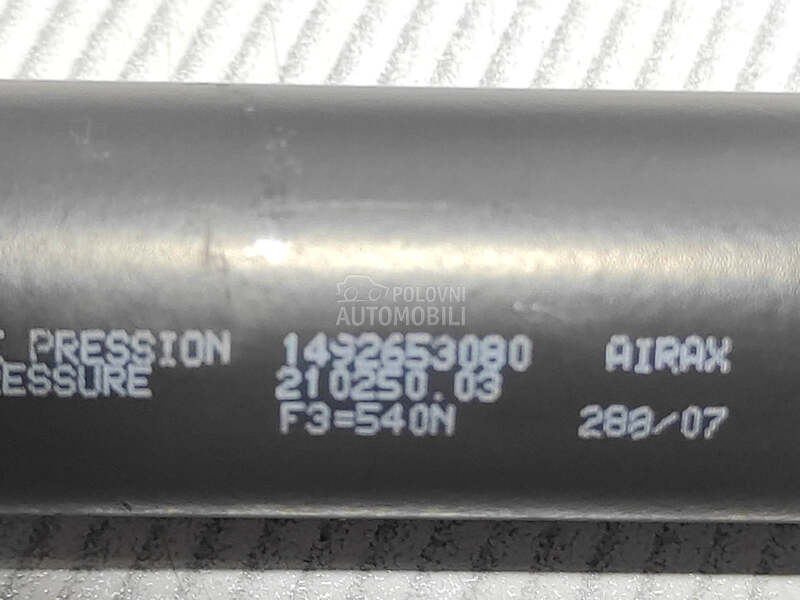 POLOVNI
AUTOMOBILI
PRESSION 1492653080 AIRAX
ESSURE 210250.03
F3=540N 288/07